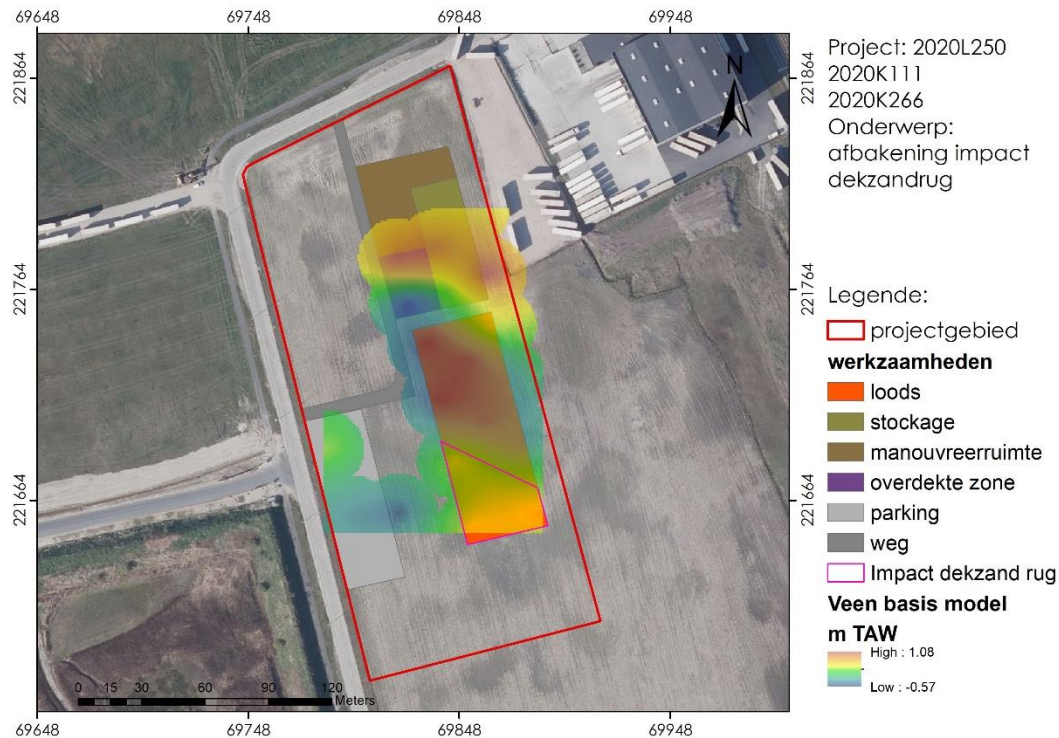 69648
69748
69848
69948
221864
221764
221664
221864
221764
221664
N
0 15 30 60 90 120
Meters
69648
69748
69848
69948
Project: 2020L250
2020K111
2020K266
Onderwerp:
afbakening impact
dekzandrug
Legende:
projectgebied
werkzaamheden
loods
stockage
manouvreerruimte
overdekte zone
parking
weg
Impact dekzand rug
Veen basis model
m TAW
High : 1.08
Low : -0.57